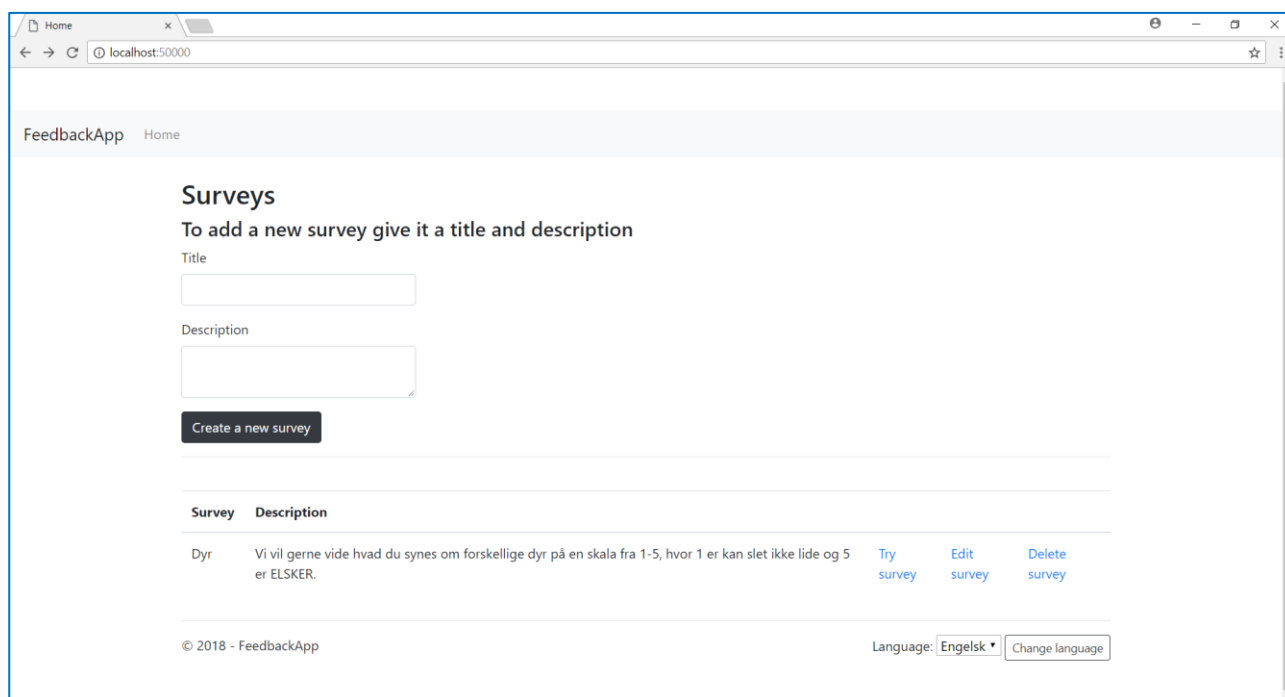 Home
localhost:50000
FeedbackApp Home
Surveys
To add a new survey give it a title and description
Title
Description
Create a new survey
Survey Description
Dyr Vi vil gerne vide hvad du synes om forskellige dyr på en skala fra 1-5, hvor 1 er kan slet ikke lide og 5 Try Edit Delete
er ELSKER. survey survey survey
© 2018 - FeedbackApp Language: Engelsk Change language